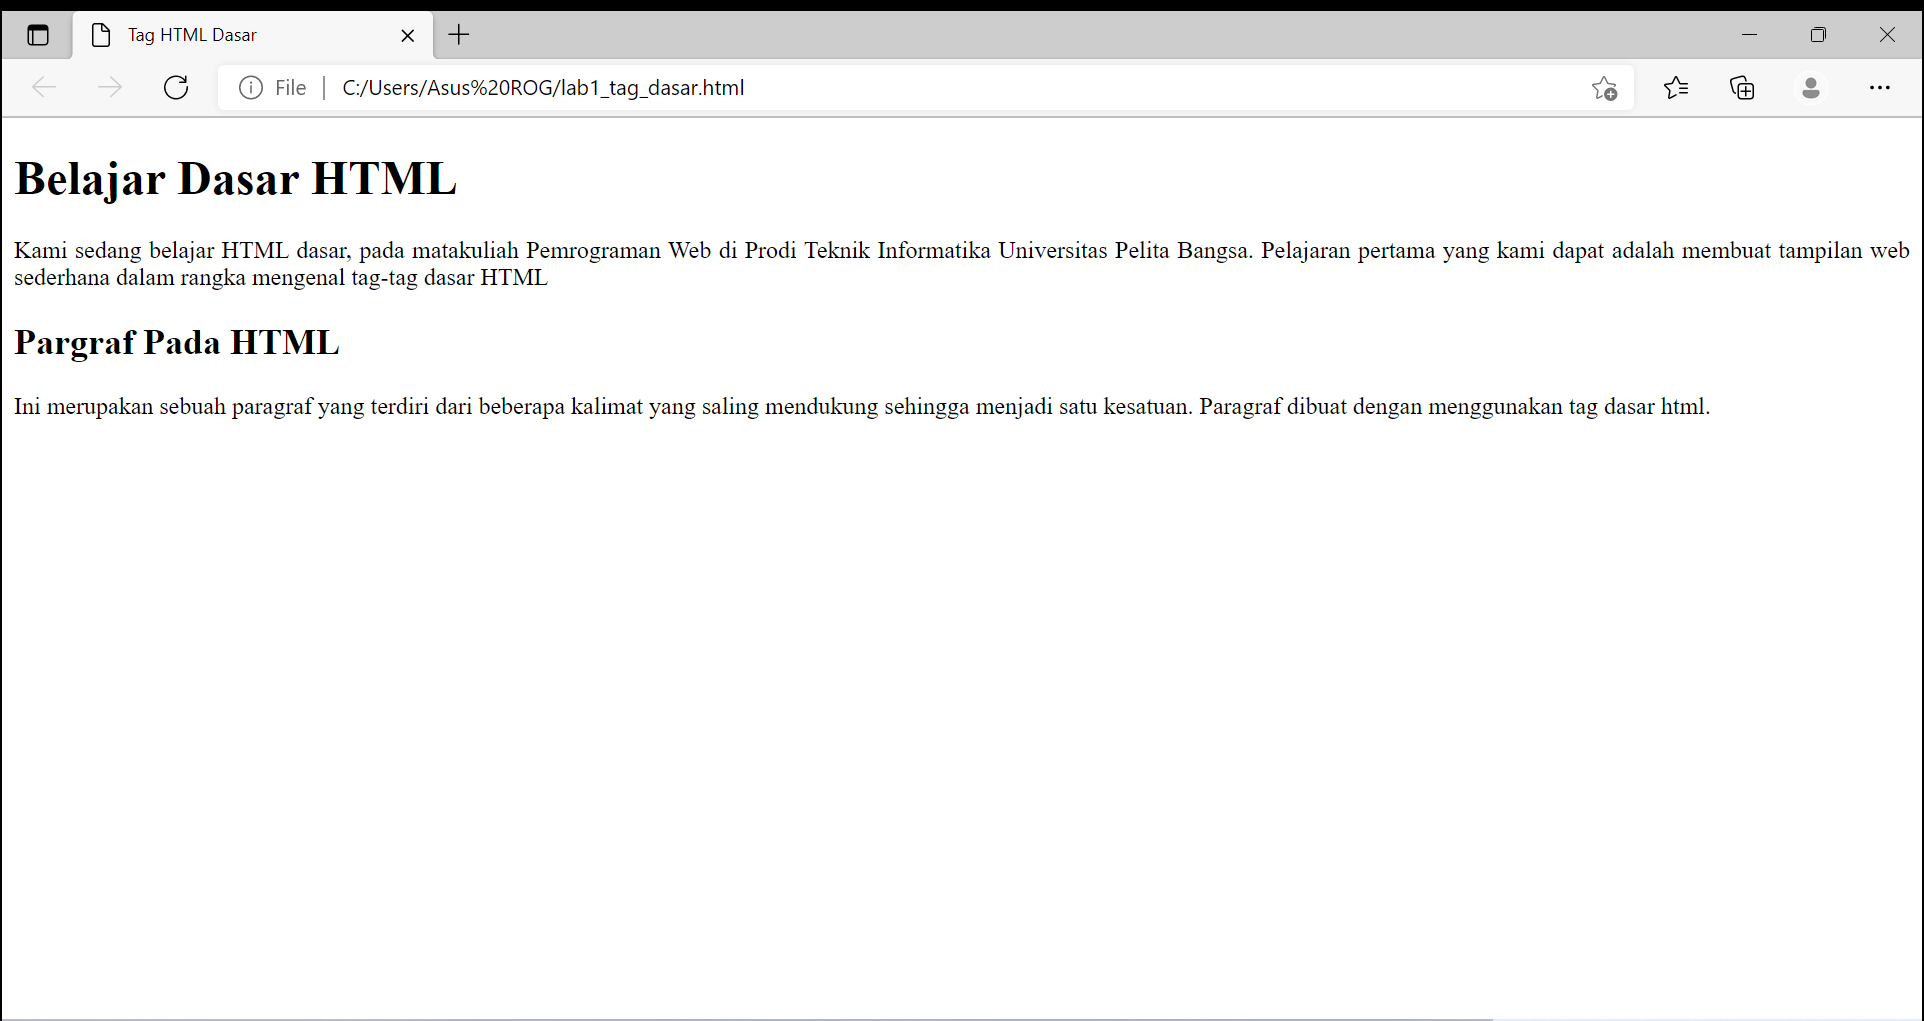 Tag HTML Dasar
File
C:/Users/Asus%20ROG/lab1_tag_dasar.html
Belajar Dasar HTML
Kami sedang belajar HTML dasar, pada matakuliah Pemrograman Web di Prodi Teknik Informatika Universitas Pelita Bangsa. Pelajaran pertama yang kami dapat adalah membuat tampilan web
sederhana dalam rangka mengenal tag-tag dasar HTML
Pargraf Pada HTML
Ini merupakan sebuah paragraf yang terdiri dari beberapa kalimat yang saling mendukung sehingga menjadi satu kesatuan. Paragraf dibuat dengan menggunakan tag dasar html.